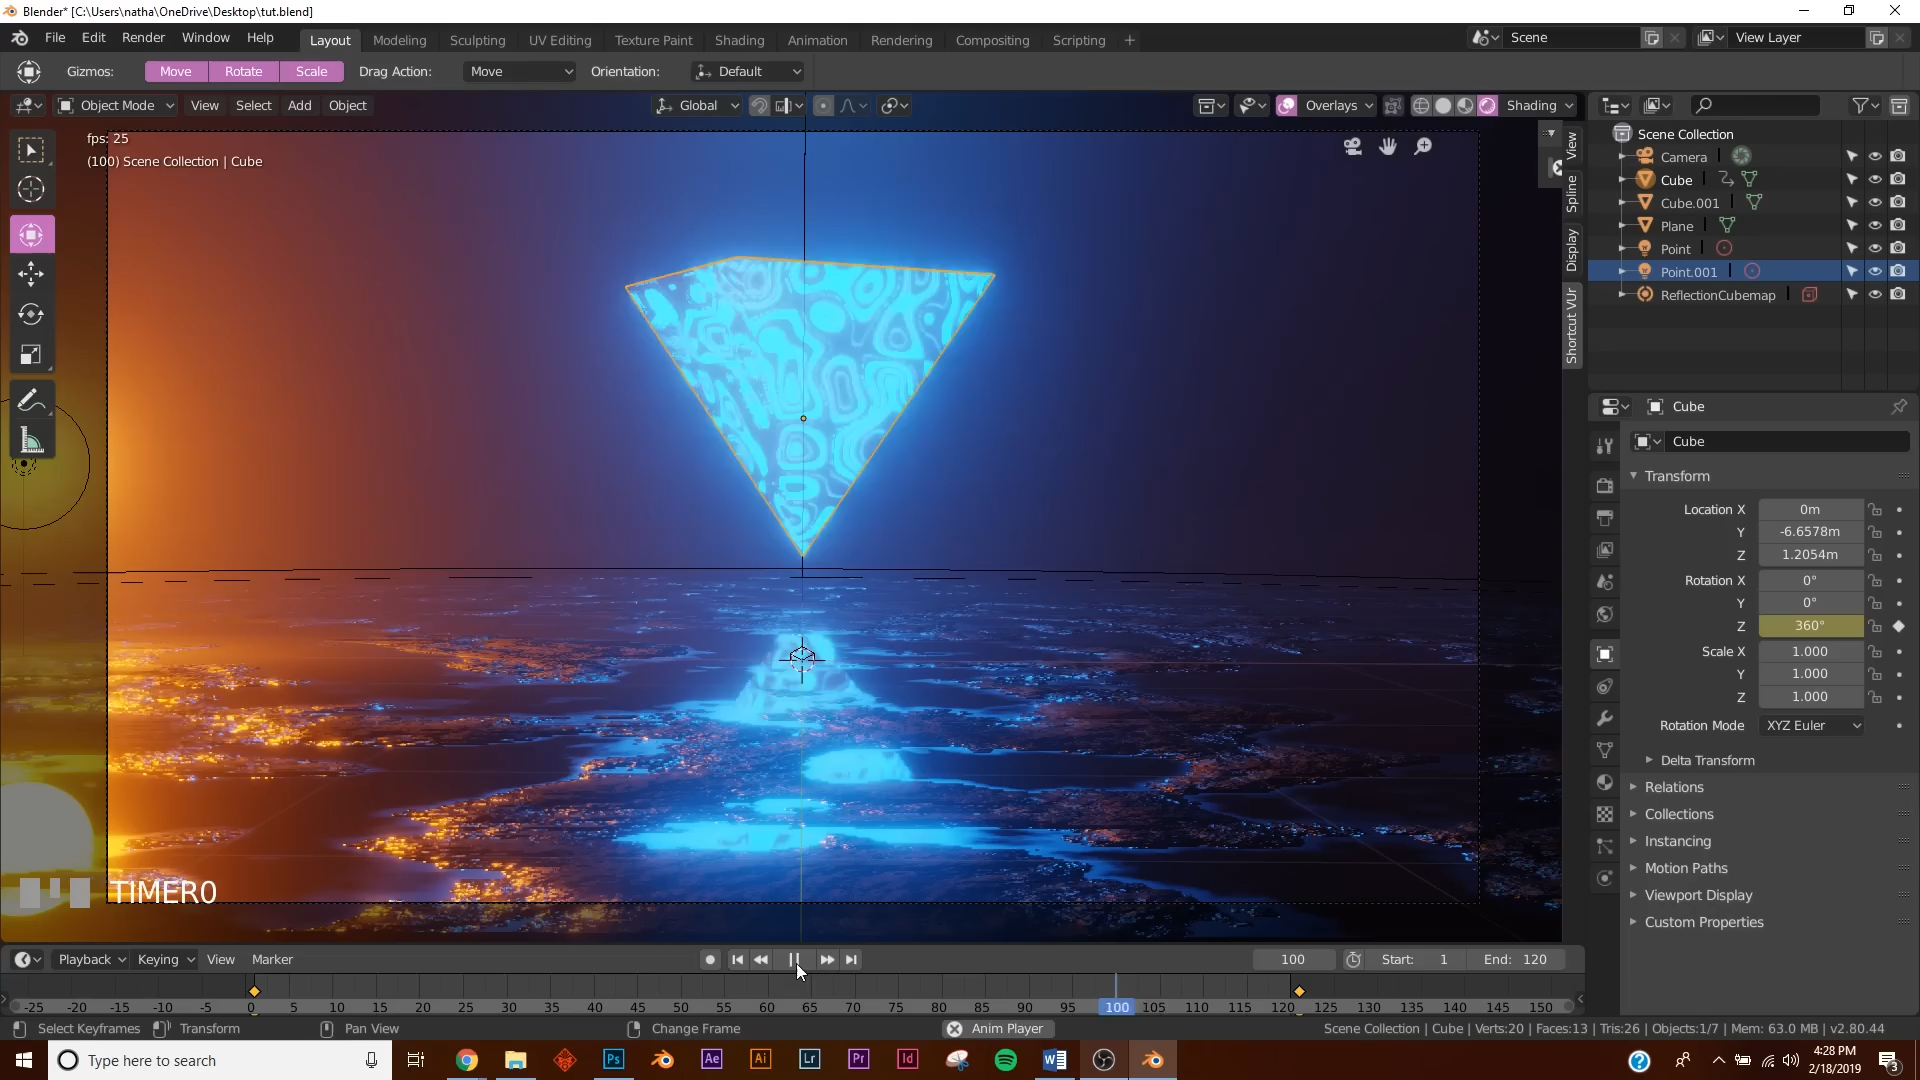 Blender* [C:\Users\natha\OneDrive\Desktop\tut.blend]
File Edit Render Window Help Layout Modeling Sculpting UV Editing Texture Paint Shading Animation Rendering Compositing Scripting + Scene View Layer
Gizmos: Move Rotate Scale Drag Action: Move Orientation: Default
Object Mode View Select Add Object Global Overlays Shading
fps: 25
(100) Scene Collection | Cube
View
Spline
Display
Shortcut VUr
Scene Collection
Camera
Cube
Cube.001
Plane
Point
Point.001
ReflectionCubemap
Cube
Cube
Transform
Location X 0m
Y -6.6578m
Z 1.2054m
Rotation X 0°
Y 0°
Z 360°
Scale X 1.000
Y 1.000
Z 1.000
Rotation Mode XYZ Euler
Delta Transform
Relations
Collections
Instancing
Motion Paths
Viewport Display
Custom Properties
TIMER0
Playback Keying View Marker 100 Start: 1 End: 120
-25 -20 -15 -10 -5 0 5 10 15 20 25 30 35 40 45 50 55 60 65 70 75 80 85 90 95 100 105 110 115 120 125 130 135 140 145 150
Select Keyframes Transform Pan View Change Frame Anim Player Scene Collection | Cube | Verts:20 | Faces:13 | Tris:26 | Objects:1/7 | Mem: 63.0 MB | v2.80.44
Type here to search Ps Ae Ai Lr Pr Id 4:28 PM
2/18/2019 3